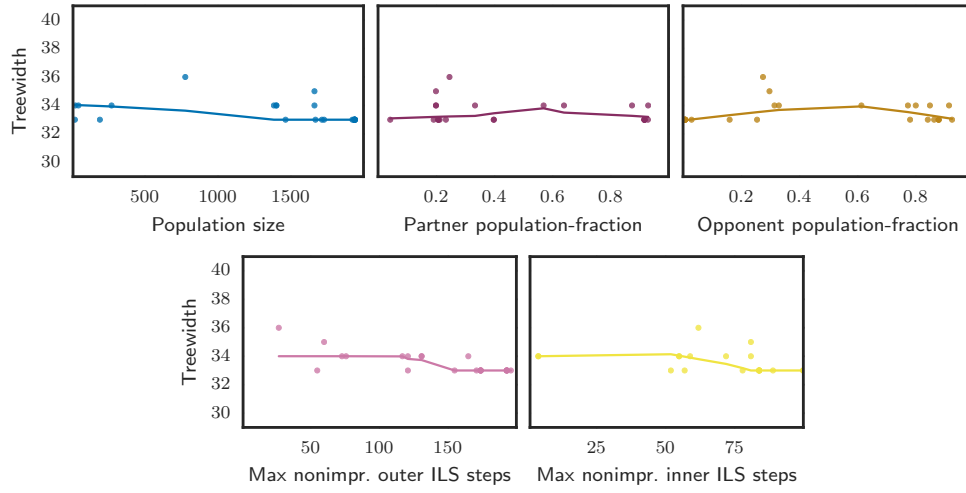 Treewidth
40
38
36
34
32
30
500 1000 1500
0.2 0.4 0.6 0.8
0.2 0.4 0.6 0.8
Population size
Partner population-fraction
Opponent population-fraction
Treewidth
40
38
36
34
32
30
50 100 150
25 50 75
Max nonimpr. outer ILS steps
Max nonimpr. inner ILS steps